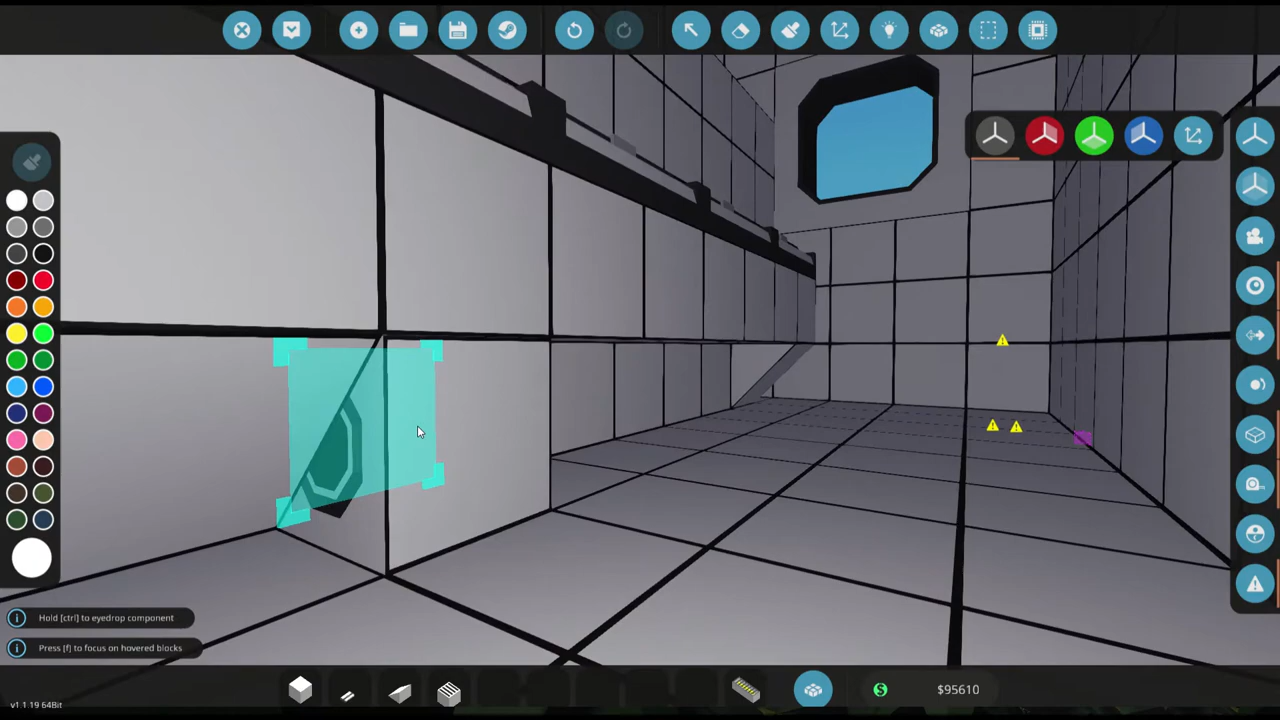 Hold [ctrl] to eyedrop component
Press [f] to focus on hovered blocks
$95610
v1.1.19 64Bit